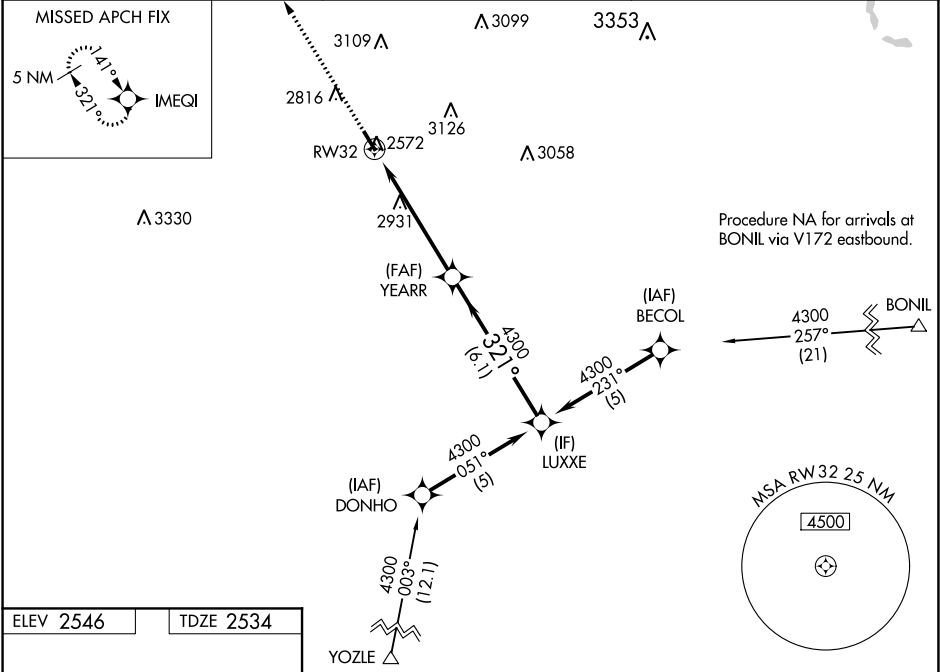 MISSED APCH FIX
5 NM
141°
321°
IMEQI
3109
3099
3353
2816
3126
RW32
2572
3058
3330
2931
Procedure NA for arrivals at
BONIL via V172 eastbound.
(FAF)
YEARR
(IAF)
BECOL
BONIL
4300
257°
(21)
4300
321°
(6.1)
4300
231°
(5)
(IF)
LUXXE
4300
051°
(5)
(IAF)
DONHO
MSA RW32 25 NM
4500
4300
003°
(12.1)
YOZLE
ELEV 2546
TDZE 2534